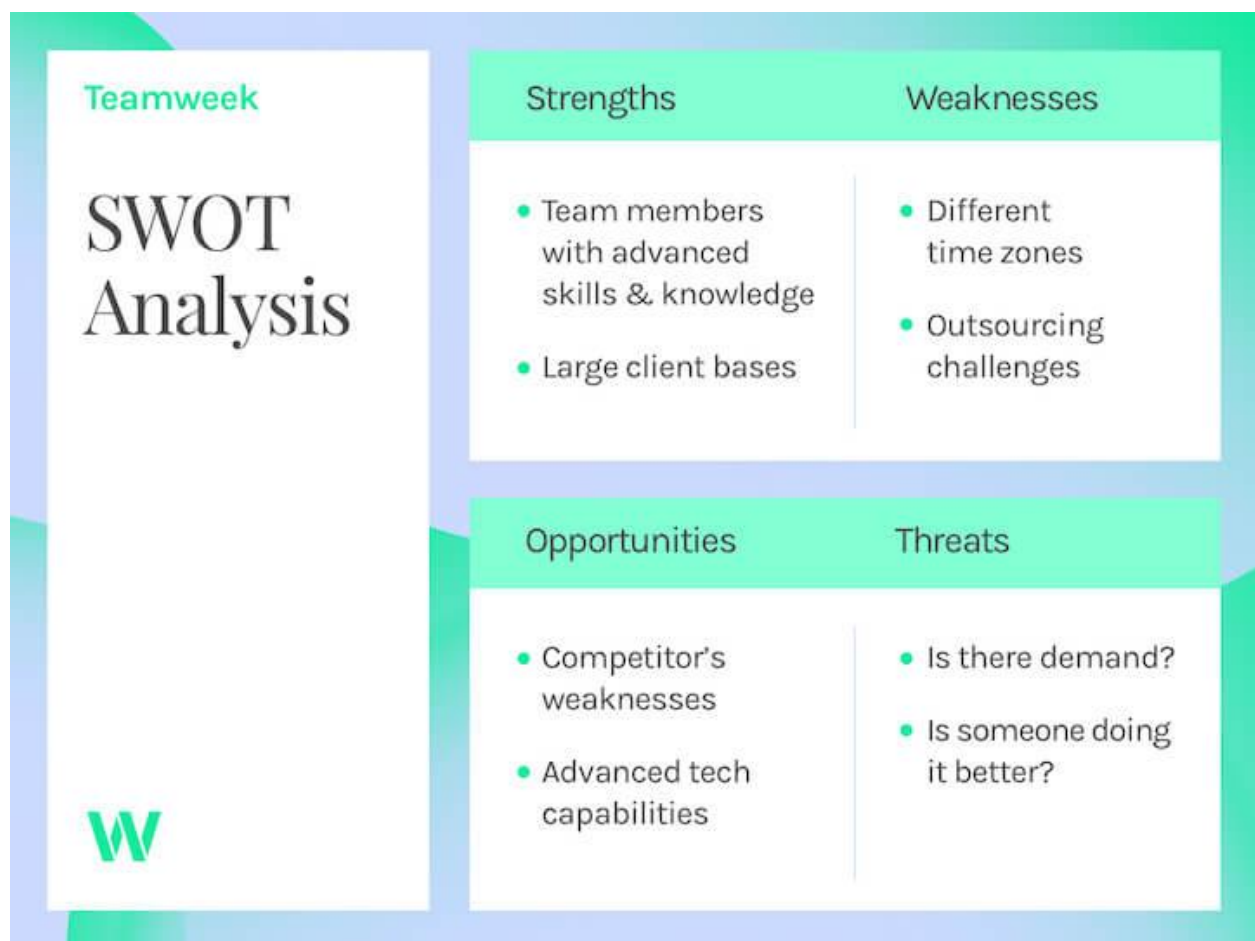 Teamweek
SWOT
Analysis
W
Strengths
Weaknesses
• Team members
with advanced
skills & knowledge
• Large client bases
• Different
time zones
• Outsourcing
challenges
Opportunities
Threats
• Competitor’s
weaknesses
• Advanced tech
capabilities
• Is there demand?
• Is someone doing
it better?